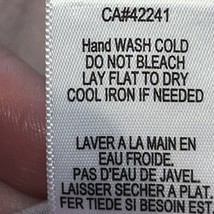 CA#42241
Hand WASH COLD
DO NOT BLEACH
LAY FLAT TO DRY
COOL IRON IF NEEDED
LAVER A LA MAIN EN
EAU FROIDE.
PAS D'EAU DE JAVEL.
LAISSER SECHER A PLAT.
FER TIEDE SI BESOIN EST